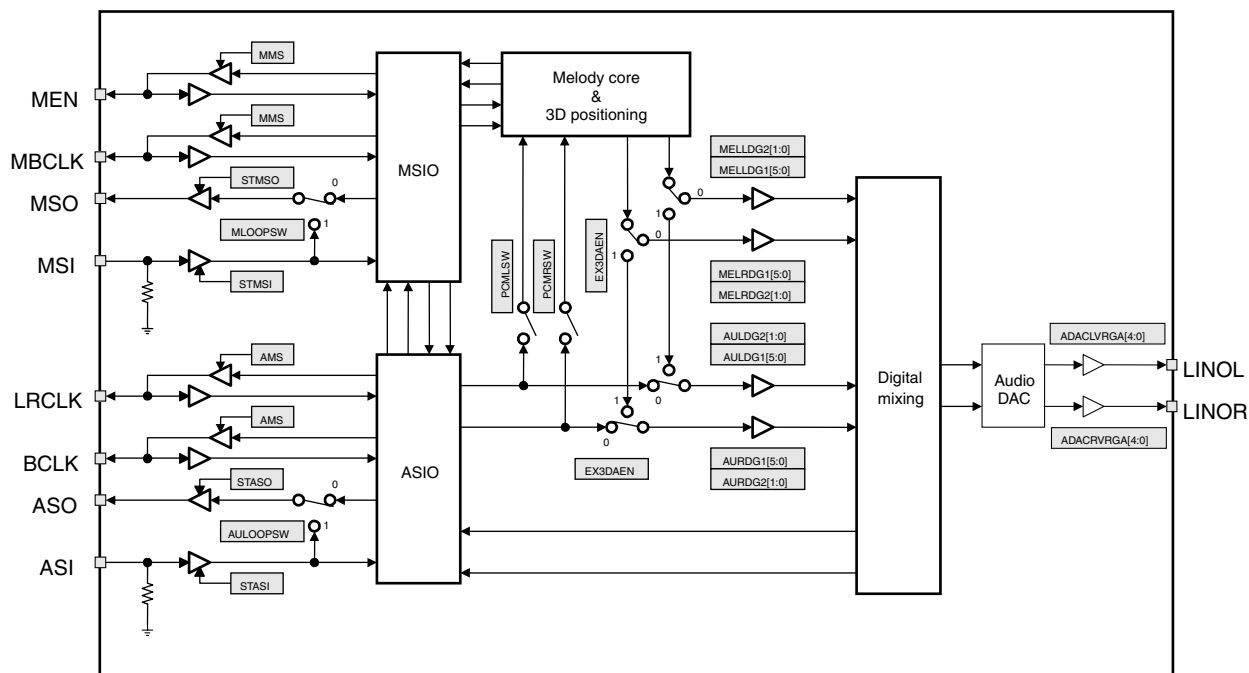 MEN
MBCLK
MSO
MSI
LRCLK
BCLK
ASO
ASI
MMS
MMS
STMSO
0
MLOOPSW
1
STMSI
AMS
AMS
STASO
0
AULOOPSW
1
STASI
MSIO
ASIO
Melody core
&
3D positioning
PCMLSW
PCMRSW
EX3DAEN
0
1
0
1
1
0
1
0
EX3DAEN
MELLDG2[1:0]
MELLDG1[5:0]
MELRDG1[5:0]
MELRDG2[1:0]
AULDG2[1:0]
AULDG1[5:0]
AURDG1[5:0]
AURDG2[1:0]
Digital
mixing
Audio
DAC
ADACLVRGA[4:0]
ADACRVRGA[4:0]
LINOL
LINOR